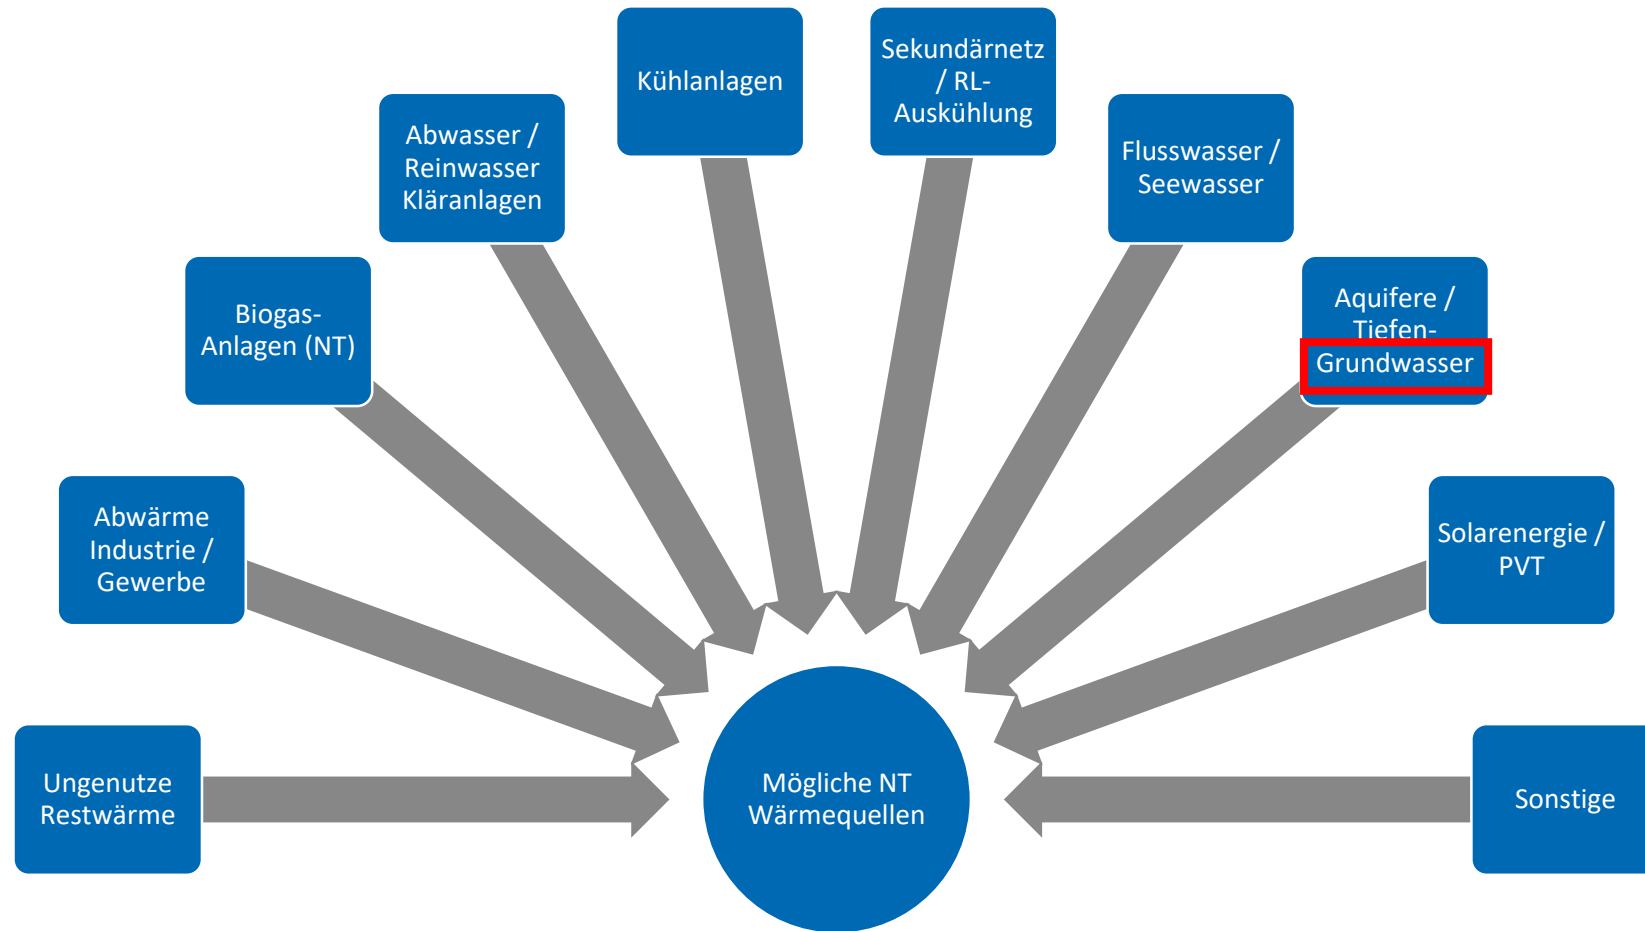 Ungenutze
Restwärme
Abwärme
Industrie /
Gewerbe
Biogas-
Anlagen (NT)
Abwasser /
Reinwasser
Kläranlagen
Kühlanlagen
Sekundärnetz
/ RL-
Auskühlung
Flusswasser /
Seewasser
Aquifere /
Tiefen-
Grundwasser
Solarenergie /
PVT
Sonstige
Mögliche NT
Wärmequellen